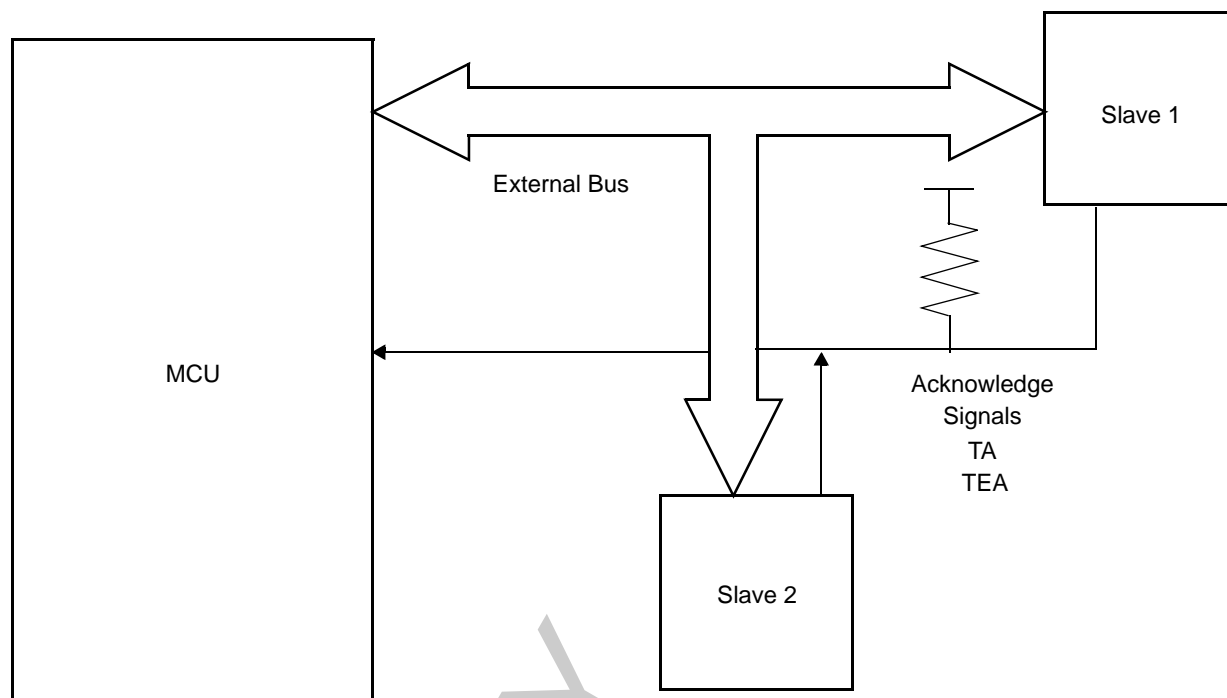 Slave 1
External Bus
MCU
Acknowledge
Signals
TA
TEA
Slave 2